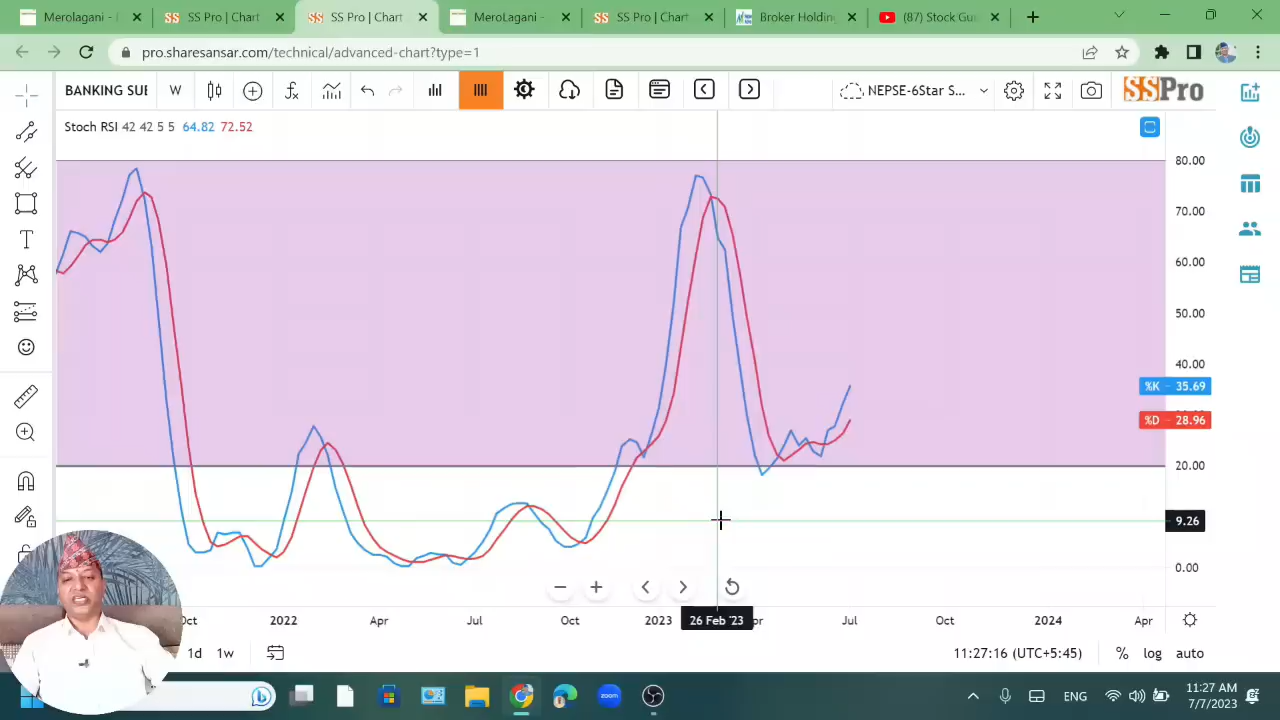 SS Pro | Chart
SS Pro | Chart
MeroLagani -
SS Pro | Chart
Broker Holding
(87) Stock Gu
pro.sharesansar.com/technical/advanced-chart?type=1
BANKING SUI
W
NEPSE-6Star S...
SSPro
Stoch RSI 42 42 5 5 64.82 72.52
80.00
70.00
60.00
50.00
40.00
%K - 35.69
%D - 28.96
20.00
9.26
0.00
Oct 2022 Apr Jul Oct 2023 26 Feb '23 Apr Jul Oct 2024 Apr
1d 1w
11:27:16 (UTC+5:45)
% log auto
zoom
ENG
11:27 AM
7/7/2023